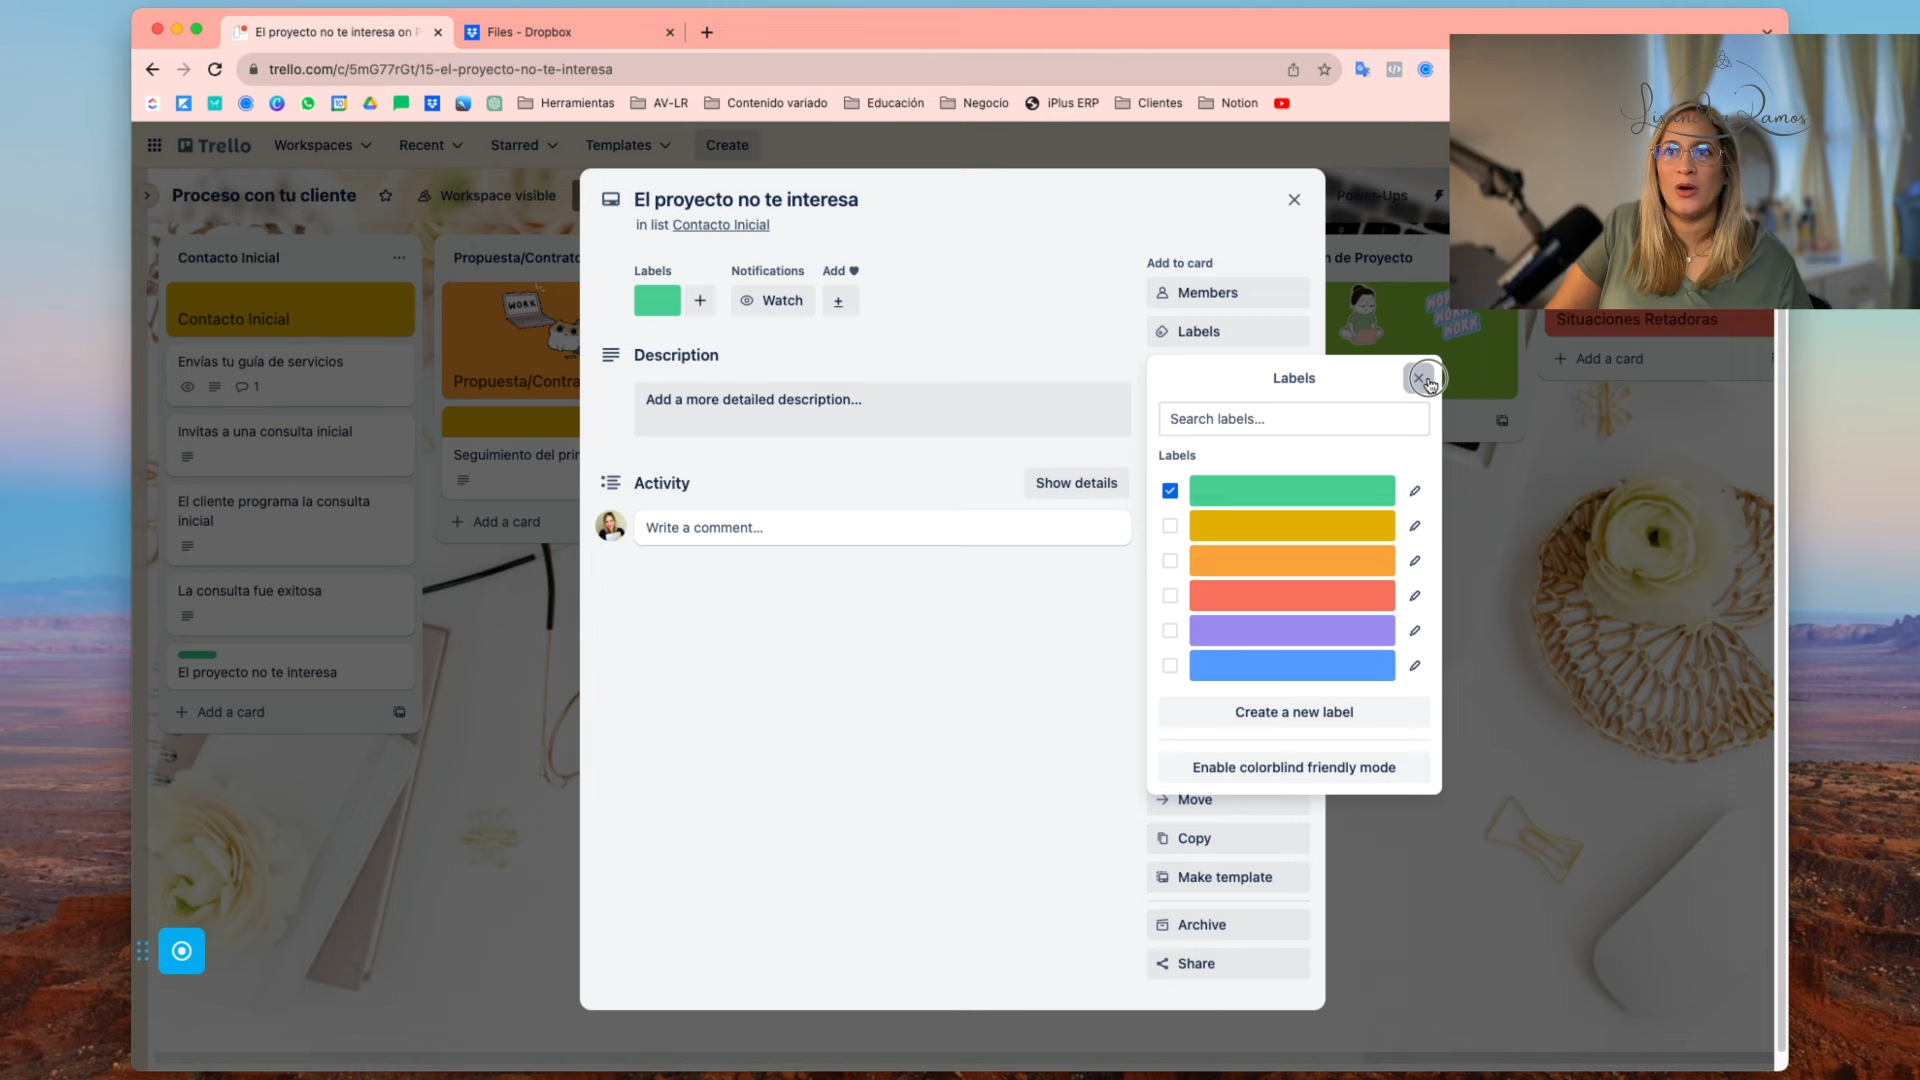 El proyecto no te interesa on
Files - Dropbox
trello.com/c/5mG77rGt/15-el-proyecto-no-te-interesa
Herramientas
AV-LR
Contenido variado
Educación
Negocio
iPlus ERP
Clientes
Notion
Lisandra Ramos
Trello
Workspaces
Recent
Starred
Templates
Create
Proceso con tu cliente
Workspace visible
Power-Ups
El proyecto no te interesa
in list Contacto Inicial
Labels
Notifications
Add
Watch
Description
Add a more detailed description...
Activity
Show details
Write a comment...
Add to card
Members
Labels
Labels
Search labels...
Labels
Create a new label
Enable colorblind friendly mode
Move
Copy
Make template
Archive
Share
Contacto Inicial
Contacto Inicial
Envías tu guía de servicios
1
Invitas a una consulta inicial
El cliente programa la consulta
inicial
La consulta fue exitosa
El proyecto no te interesa
Add a card
Propuesta/Contrato
WORK
Propuesta/Contra
Seguimiento del prin
Add a card
n de Proyecto
WORK
WORK
WORK
Situaciones Retadoras
Add a card